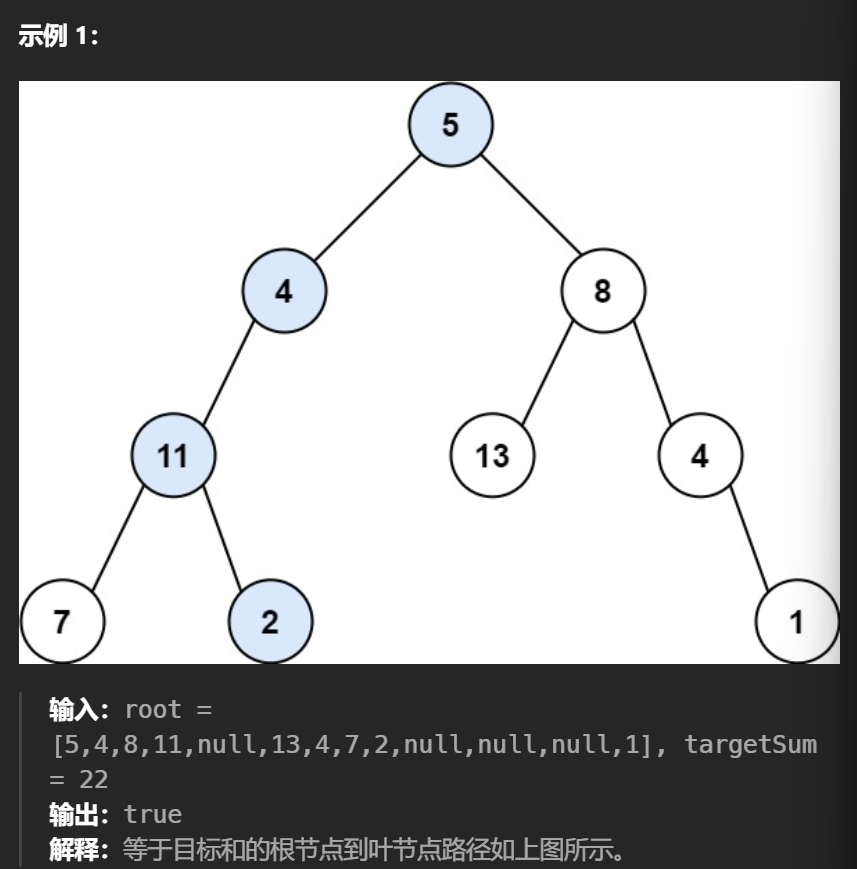 示例 1：
5
4
8
11
13
4
7
2
1
输入：root =
[5,4,8,11,null,13,4,7,2,null,null,null,1], targetSum
= 22
输出：true
解释：等于目标和的根节点到叶节点路径如上图所示。